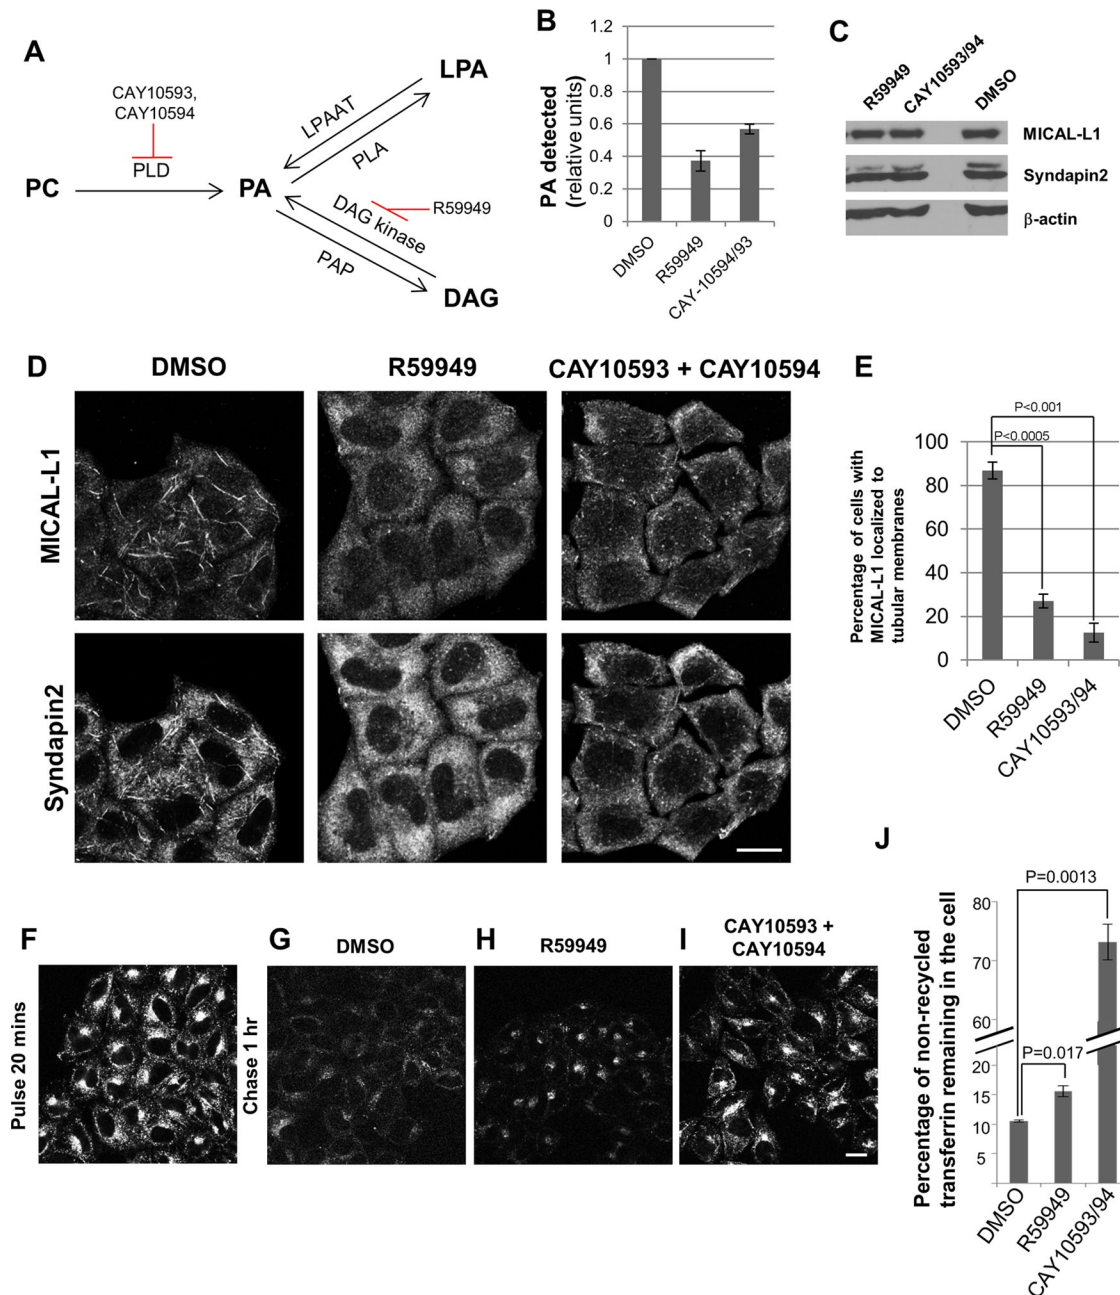 A
CAY10593,
CAY10594
PLD
PC
PA
LPAAT
PLA
LPA
DAG kinase
R59949
PAP
DAG
B
PA detected
(relative units)
1.2
1
0.8
0.6
0.4
0.2
0
DMSO
R59949
CAY-10594/93
C
R59949
CAY10593/94
DMSO
MICAL-L1
Syndapin2
β-actin
D
DMSO
R59949
CAY10593 + CAY10594
MICAL-L1
Syndapin2
E
P<0.001
P<0.0005
Percentage of cells with
MICAL-L1 localized to
tubular membranes
100
80
60
40
20
0
DMSO
R59949
CAY10593/94
F
Pulse 20 mins
G
DMSO
Chase 1 hr
H
R59949
I
CAY10593 +
CAY10594
J
P=0.0013
P=0.017
Percentage of non-recycled
transferrin remaining in the cell
80
70
60
20
15
10
5
DMSO
R59949
CAY10593/94